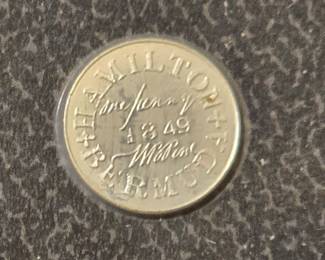 HAMILTON
one penny
1849
BERMUDA